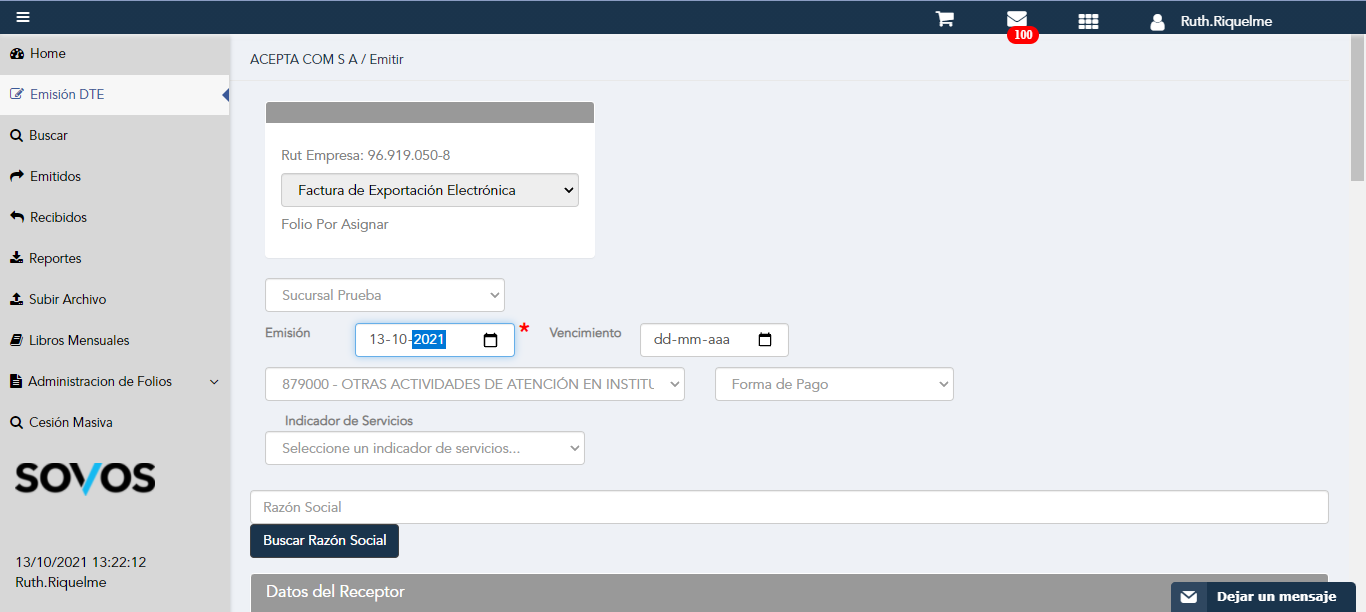 Ruth.Riquelme
100
Home
Emisión DTE
Buscar
Emitidos
Recibidos
Reportes
Subir Archivo
Libros Mensuales
Administracion de Folios
Cesión Masiva
SOVOS
13/10/2021 13:22:12
Ruth.Riquelme
ACEPTA COM S A / Emitir
Rut Empresa: 96.919.050-8
Factura de Exportación Electrónica
Folio Por Asignar
Sucursal Prueba
Emisión 13-10-2021 * Vencimiento dd-mm-aaa
879000 - OTRAS ACTIVIDADES DE ATENCIÓN EN INSTITU Forma de Pago
Indicador de Servicios
Seleccione un indicador de servicios...
Razón Social
Buscar Razón Social
Datos del Receptor
Dejar un mensaje